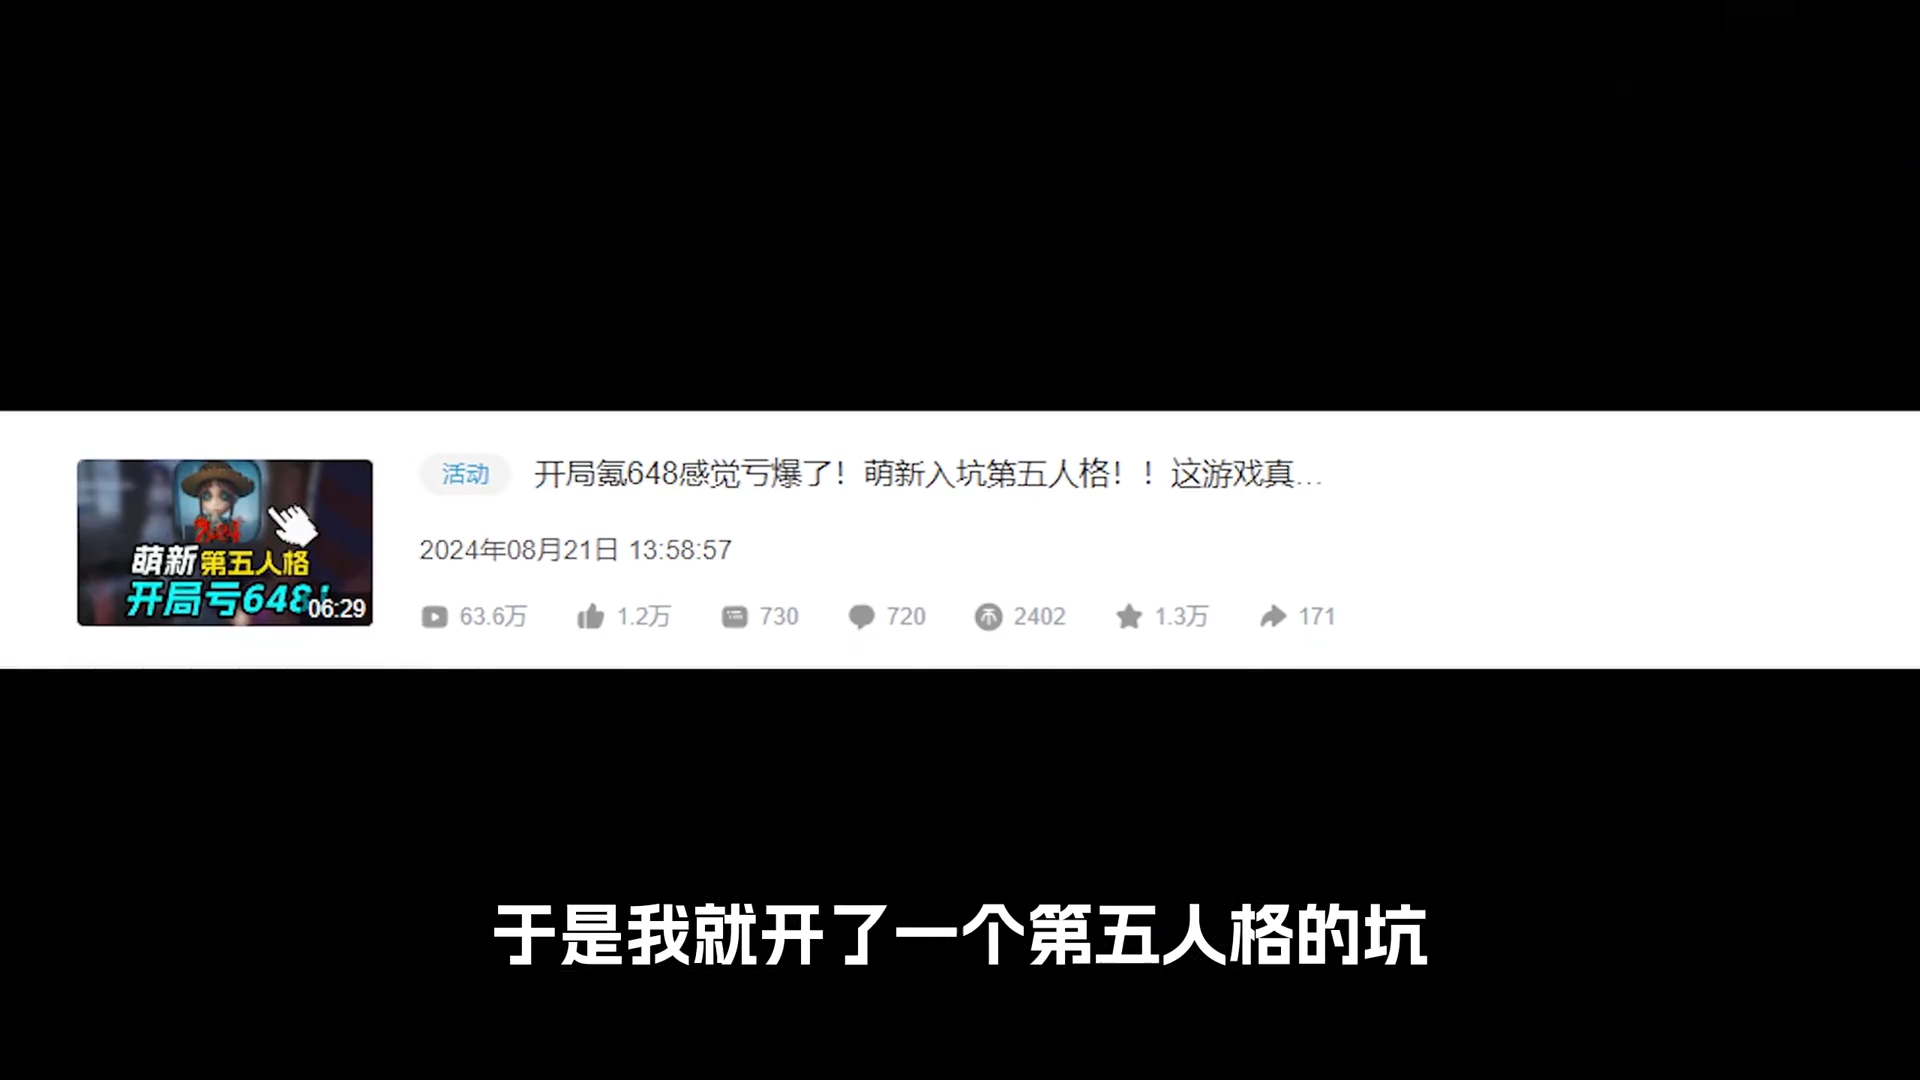 活动 开局氪648感觉亏爆了！萌新入坑第五人格！！这游戏真...
2024年08月21日 13:58:57
萌新第五人格
开局亏648!
06:29
63.6万 1.2万 730 720 2402 1.3万 171
于是我就开了一个第五人格的坑